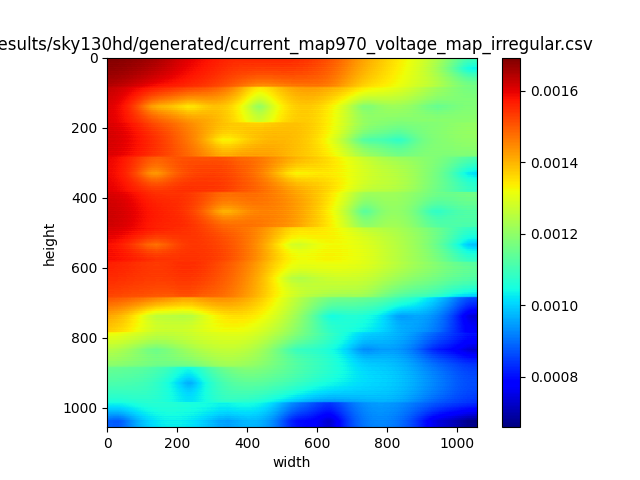 esults/sky130hd/generated/current_map970_voltage_map_irregular.csv
0
200
400
600
800
1000
height
0 200 400 600 800 1000
width
0.0016
0.0014
0.0012
0.0010
0.0008